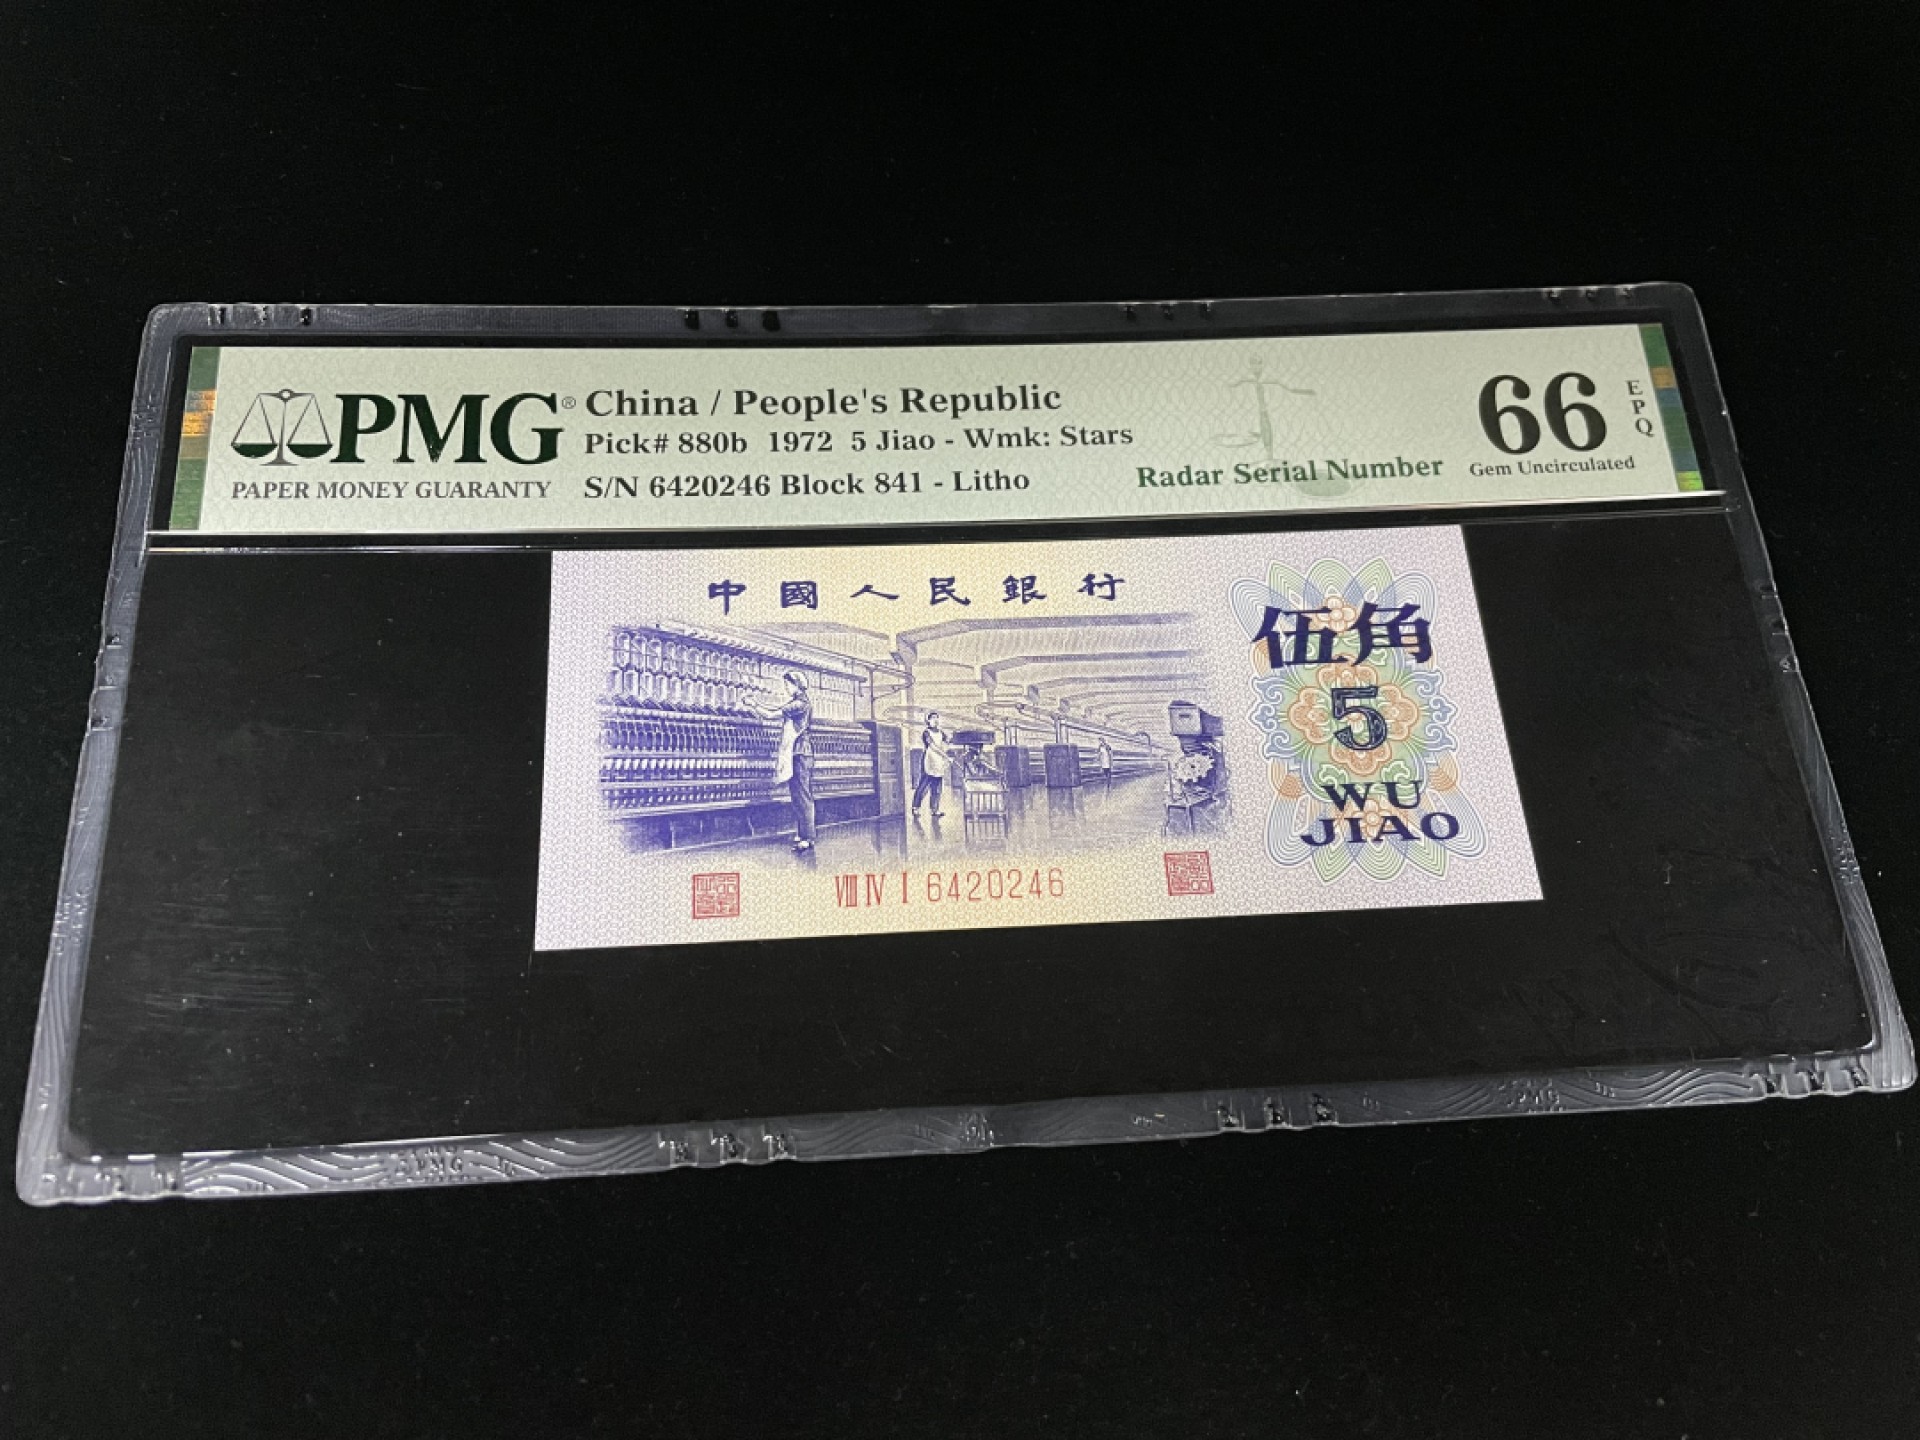 PMG®
PAPER MONEY GUARANTY
China / People's Republic
Pick# 880b 1972 5 Jiao - Wmk: Stars
S/N 6420246 Block 841 - Litho
Radar Serial Number
66
EPQ
Gem Uncirculated
中國人民銀行
伍角
5
WU
JIAO
VIII IV I 6420246
PMG
PMG